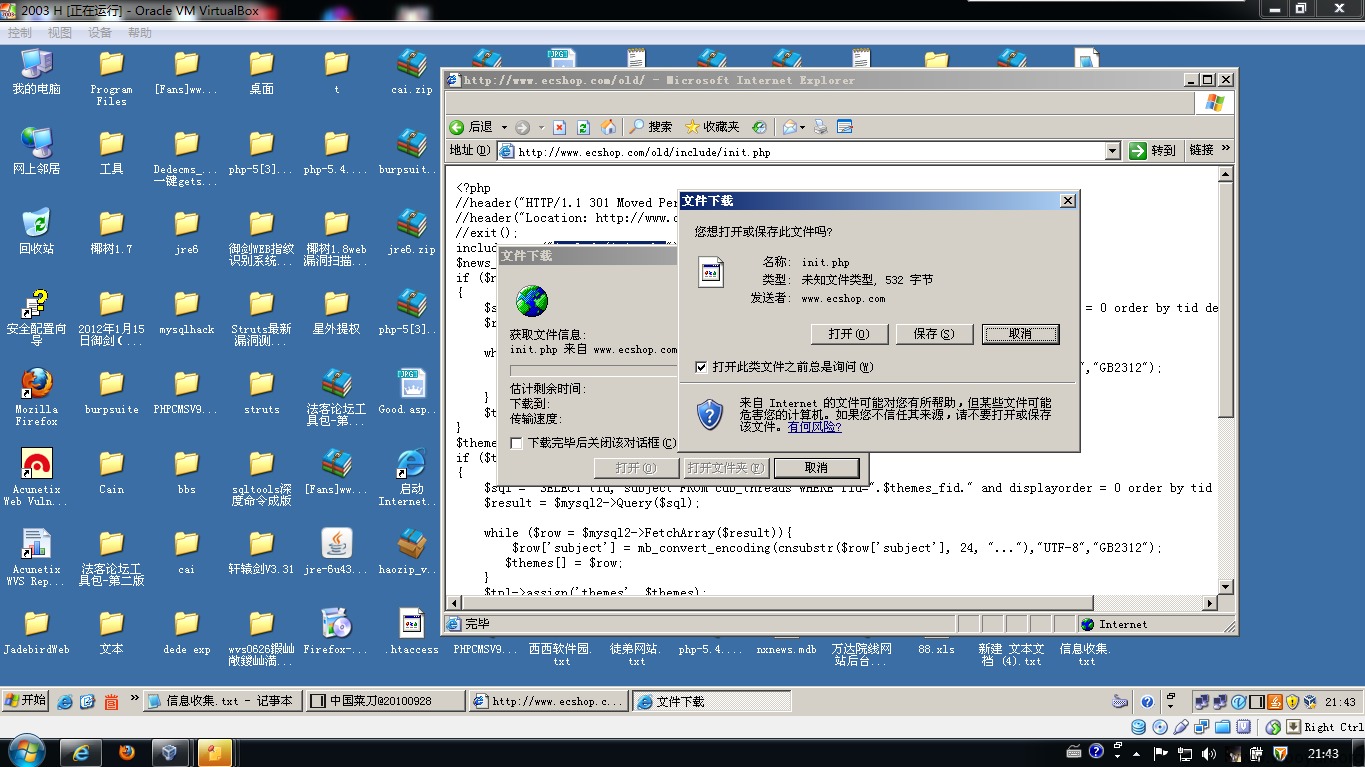 2003 H [正在运行] - Oracle VM VirtualBox
控制 视图 设备 帮助
我的电脑
Program Files
[Fans]ww...
桌面
t
cai.zip
网上邻居
工具
Dedecms_... 一键gets...
php-5[3]...
php-5.4....
burpsuit...
回收站
椰树1.7
jre6
御剑WEB指纹识别系统...
椰树1.8web漏洞扫描...
jre6.zip
安全配置向导
2012年1月15日御剑(...
mysqlhack
Struts最新漏洞测...
星外提权
php-5[3]...
Mozilla Firefox
burpsuite
PHPCMSV9...
struts
法客论坛工具包-第...
Good.asp...
Acunetix Web Vuln...
Cain
bbs
sqltools深度命令成版
[Fans]ww...
启动 Internet...
Acunetix WVS Rep...
法客论坛工具包-第二版
cai
轩辕剑V3.31
jre-6u43...
haozip_v...
JadebirdWeb
文本
dede exp
Firefox-...
.htaccess
PHPCMSV9...
西西软件园.txt
徒弟网站.txt
php-5.4....
nxnews.mdb
万达院线网站后台...
88.xls
新建 文本文档 (4).txt
信息收集.txt
http://www.ecshop.com/old/ - Microsoft Internet Explorer
后退 搜索 收藏夹
地址(D) http://www.ecshop.com/old/include/init.php 转到 链接 »
<?php
//header("HTTP/1.1 301 Moved Per
//header("Location: http://www.
//exit();
$news_
if ($r
{
= 0 order by tid de
wh
,"GB2312");
}
}
$theme
if ($t
{
$sql = "SELECT tid, subject FROM cdb_threads WHERE fid=".$themes_fid." and displayorder = 0 order by tid
$result = $mysql2->Query($sql);
while ($row = $mysql2->FetchArray($result)){
$row['subject'] = mb_convert_encoding(cnsubstr($row['subject'], 24, "..."),"UTF-8","GB2312");
$themes[] = $row;
}
$tpl->assign('themes', $themes);
完毕 Internet
文件下载
获取文件信息:
init.php 来自 www.ecshop.com
估计剩余时间:
下载到:
传输速度:
下载完毕后关闭该对话框(C)
打开(O) 打开文件夹(F) 取消
文件下载
您想打开或保存此文件吗?
名称: init.php
类型: 未知文件类型, 532 字节
发送者: www.ecshop.com
打开(O) 保存(S) 取消
打开此类文件之前总是询问(W)
来自 Internet 的文件可能对您有所帮助，但某些文件可能
危害您的计算机。如果您不信任其来源，请不要打开或保存
该文件。有何风险?
开始 » 信息收集.txt - 记事本 中国菜刀@20100928 http://www.ecshop.c... 文件下载 21:43
Right Ctrl
21:43